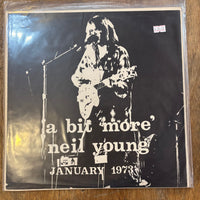 'a bit 'more'
neil young
JANUARY 1973